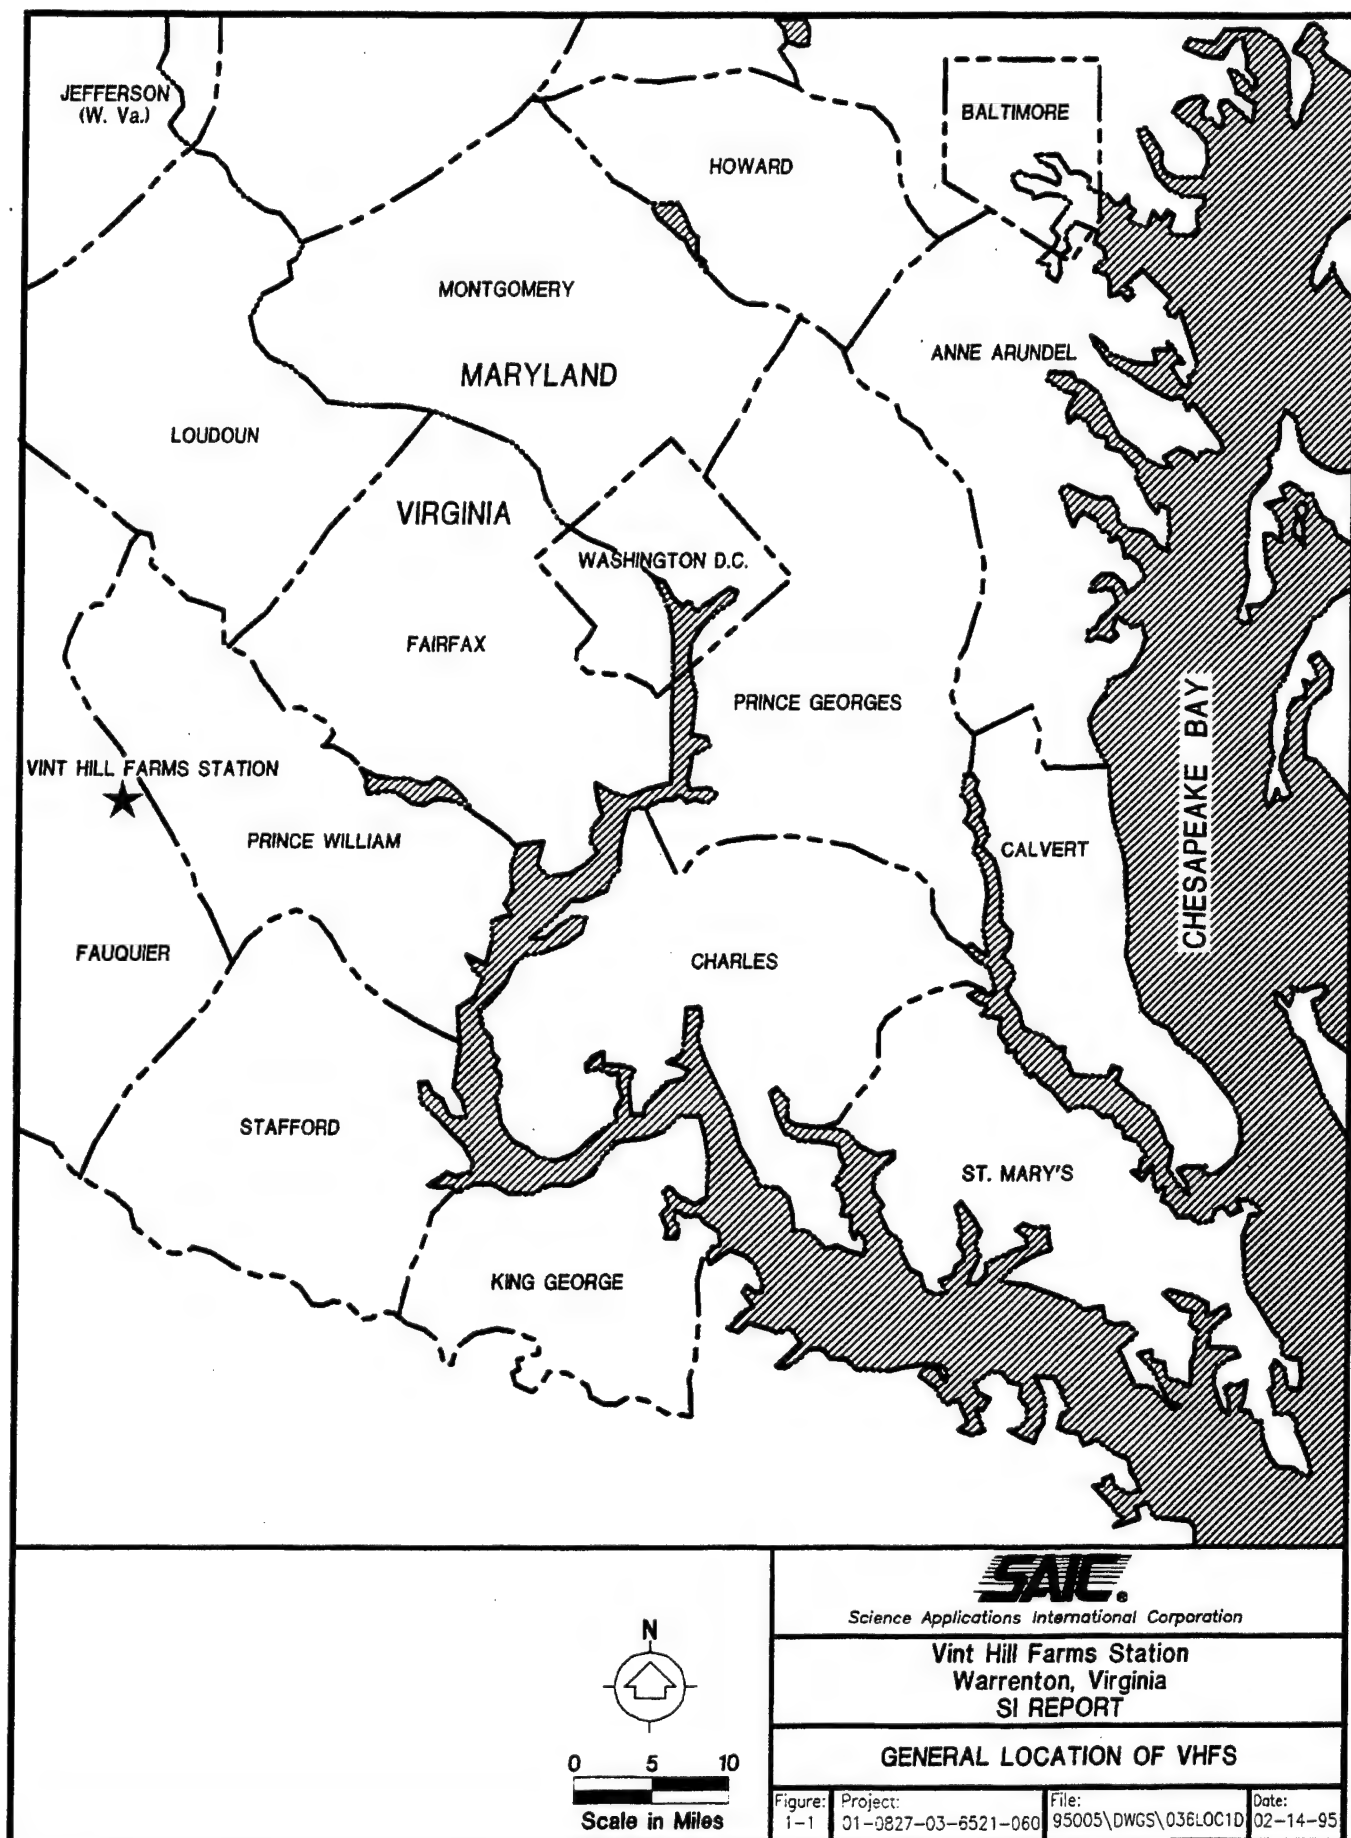 JEFFERSON
(W. Va.)
BALTIMORE
HOWARD
MONTGOMERY
ANNE ARUNDEL
MARYLAND
LOUDOUN
VIRGINIA
WASHINGTON D.C.
FAIRFAX
PRINCE GEORGES
CHESAPEAKE BAY
VINT HILL FARMS STATION
PRINCE WILLIAM
CALVERT
FAUQUIER
CHARLES
STAFFORD
ST. MARY'S
KING GEORGE
N
0 5 10
Scale in Miles
SAIC®
Science Applications International Corporation
Vint Hill Farms Station
Warrenton, Virginia
SI REPORT
GENERAL LOCATION OF VHFS
Figure: Project: File: Date:
1-1 01-0827-03-6521-060 95005\DWGS\036LOC1D 02-14-95